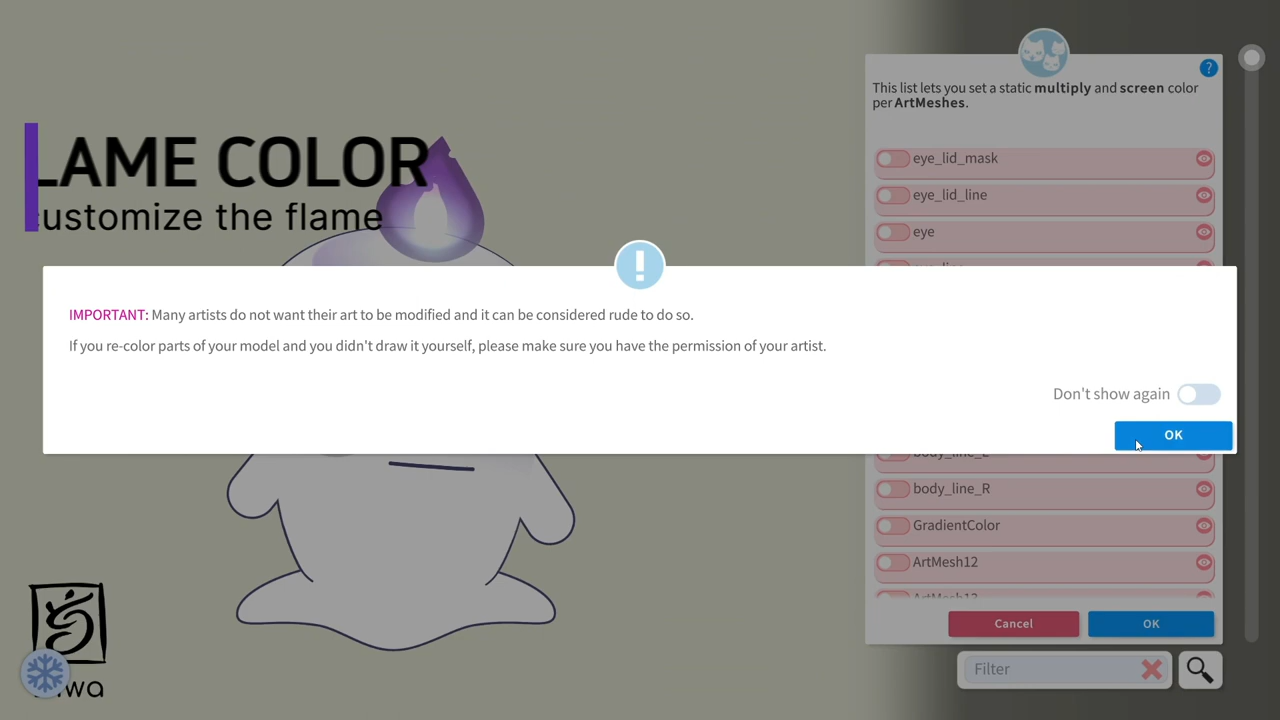 This list lets you set a static multiply and screen color
per ArtMeshes.
LAME COLOR
customize the flame
eye_lid_mask
eye_lid_line
eye
IMPORTANT: Many artists do not want their art to be modified and it can be considered rude to do so.
If you re-color parts of your model and you didn't draw it yourself, please make sure you have the permission of your artist.
Don't show again
OK
body_line_R
GradientColor
ArtMesh12
ArtMesh13
Cancel
OK
Filter